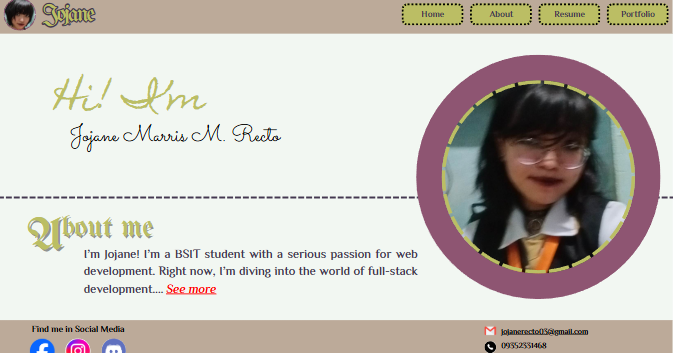 Jojane
Home
About
Resume
Portfolio
Hi! I'm
Jojane Marris M. Recto
About me
I'm Jojane! I'm a BSIT student with a serious passion for web
development. Right now, I'm diving into the world of full-stack
development.... See more
Find me in Social Media
jojanerecto03@gmail.com
09352331468